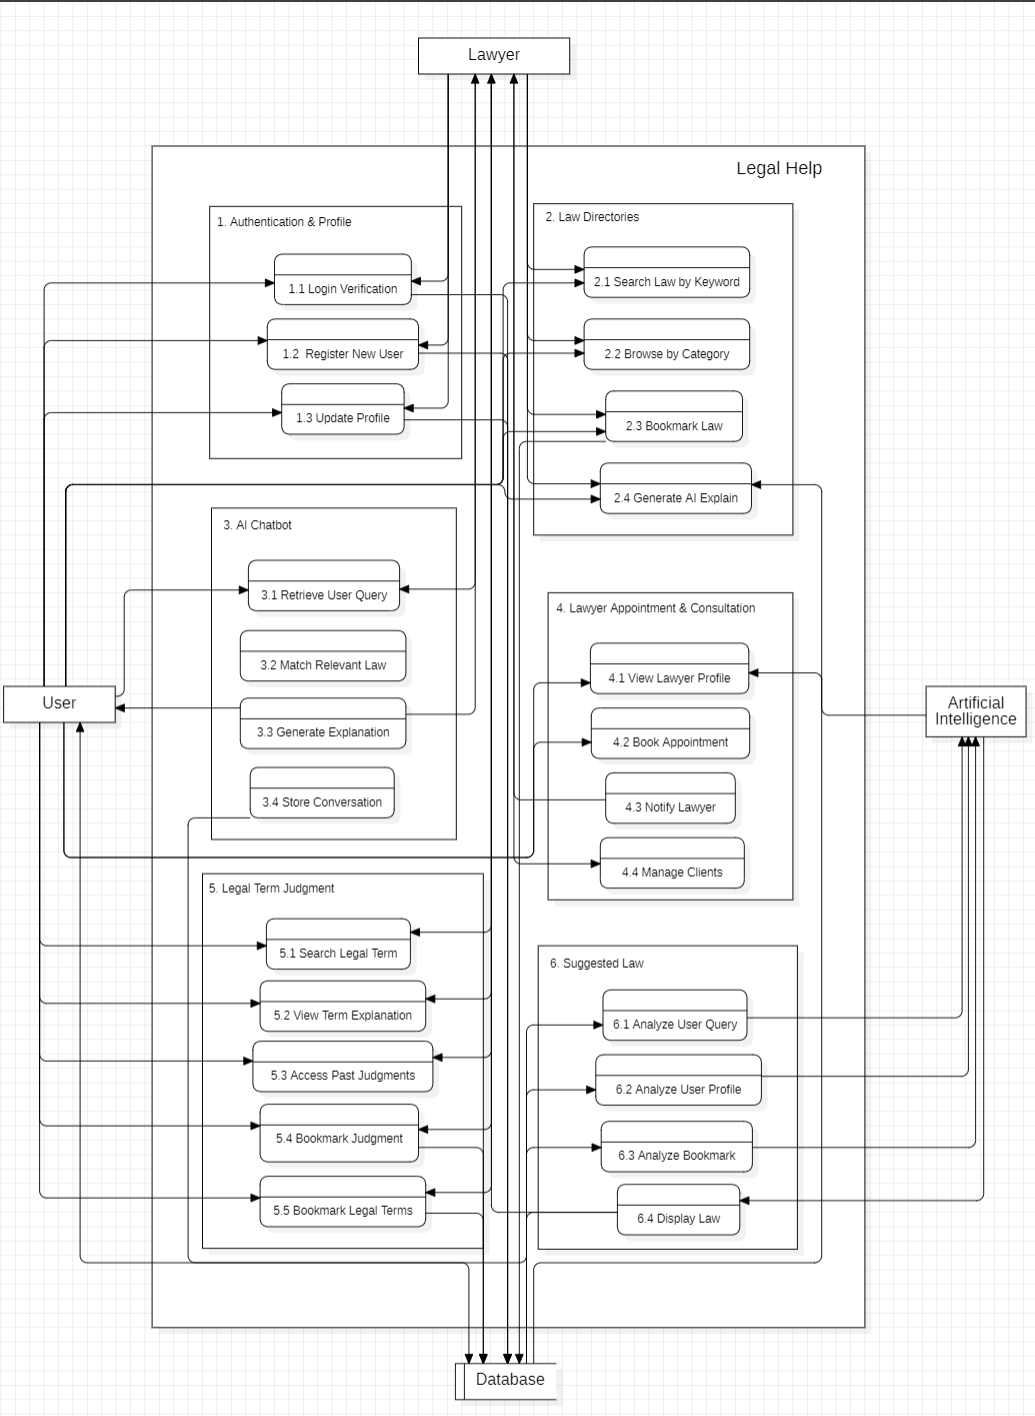 Lawyer
Legal Help
1. Authentication & Profile
1.1 Login Verification
1.2 Register New User
1.3 Update Profile
2. Law Directories
2.1 Search Law by Keyword
2.2 Browse by Category
2.3 Bookmark Law
2.4 Generate AI Explain
3. AI Chatbot
3.1 Retrieve User Query
3.2 Match Relevant Law
3.3 Generate Explanation
3.4 Store Conversation
4. Lawyer Appointment & Consultation
4.1 View Lawyer Profile
4.2 Book Appointment
4.3 Notify Lawyer
4.4 Manage Clients
User
Artificial
Intelligence
5. Legal Term Judgment
5.1 Search Legal Term
5.2 View Term Explanation
5.3 Access Past Judgments
5.4 Bookmark Judgment
5.5 Bookmark Legal Terms
6. Suggested Law
6.1 Analyze User Query
6.2 Analyze User Profile
6.3 Analyze Bookmark
6.4 Display Law
Database